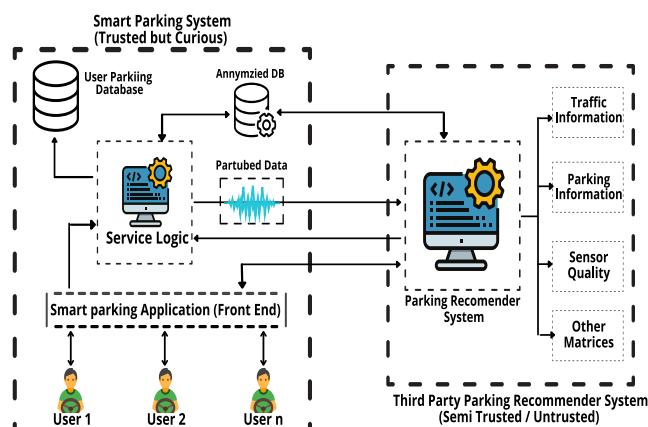 Smart Parking System
(Trusted but Curious)
User Parkiing
Database
Annymzied DB
Partubed Data
</>
Service Logic
Smart parking Application (Front End)
User 1
User 2
User n
</>
Parking Recomender
System
Traffic
Information
Parking
Information
Sensor
Quality
Other
Matrices
Third Party Parking Recommender System
(Semi Trusted / Untrusted)